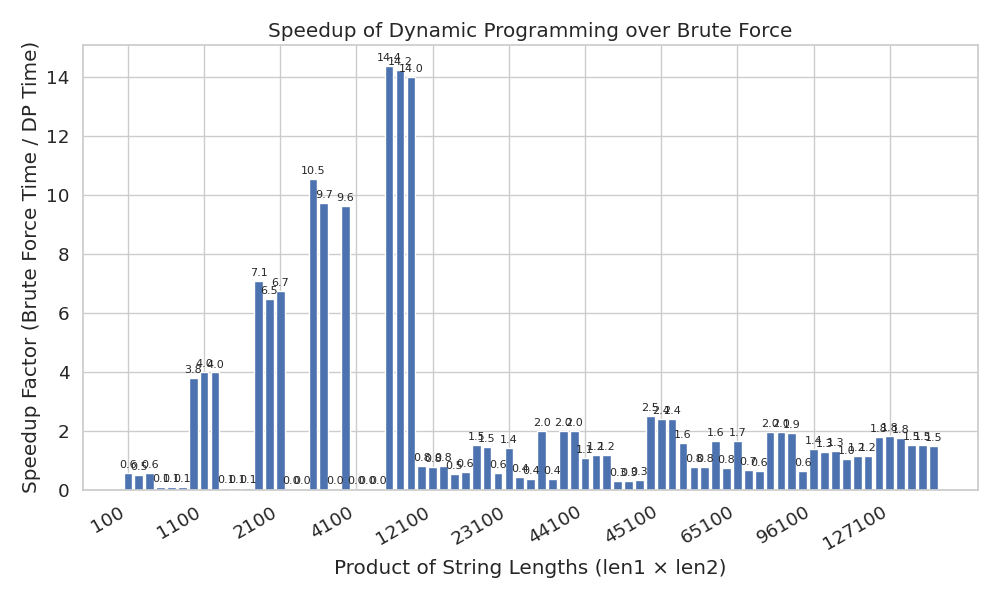 Speedup of Dynamic Programming over Brute Force
Speedup Factor (Brute Force Time / DP Time)
14
12
10
8
6
4
2
0
0.6 0.5 0.6 0.1 0.1 0.1 3.8 4.0 4.0 0.1 0.1 0.1 7.1 6.5 6.7 0.0 0.0 10.5 9.7 0.0 9.6 0.0 0.0 0.0 14.4 14.2 14.0 0.8 0.8 0.8 0.5 0.6 1.5 1.5 0.6 1.4 0.4 0.4 2.0 0.4 2.0 2.0 1.1 1.2 1.2 0.3 0.3 0.3 2.5 2.4 2.4 1.6 0.8 0.8 1.6 0.8 1.7 0.7 0.6 2.0 2.0 1.9 0.6 1.4 1.3 1.3 1.0 1.2 1.2 1.8 1.8 1.8 1.5 1.5 1.5
100 1100 2100 4100 12100 23100 44100 45100 65100 96100 127100
Product of String Lengths (len1 × len2)